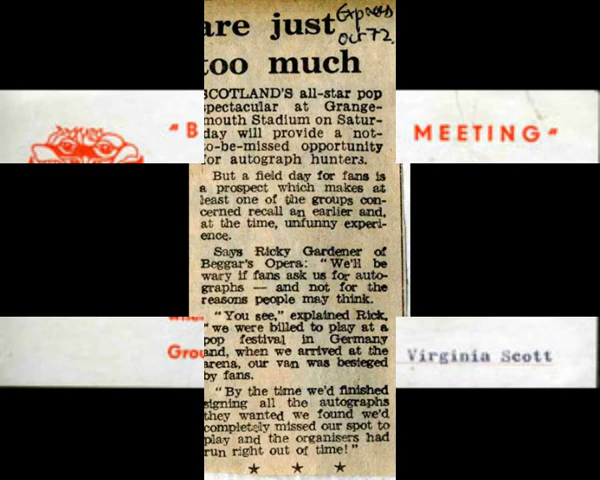 are just
Express
Oct 72.
too much
SCOTLAND'S all-star pop
spectacular at Grange-
mouth Stadium on Satur-
day will provide a not-
to-be-missed opportunity
for autograph hunters.
"B
MEETING"
But a field day for fans is
a prospect which makes at
least one of the groups con-
cerned recall an earlier and,
at the time, unfunny experi-
ence.
Says Ricky Gardener of
Beggar's Opera: "We'll be
wary if fans ask us for auto-
graphs — and not for the
reasons people may think.
"You see," explained Rick,
"we were billed to play at a
pop festival in Germany
and, when we arrived at the
arena, our van was besieged
by fans.
Grou
Virginia Scott
"By the time we'd finished
signing all the autographs
they wanted we found we'd
completely missed our spot to
play and the organisers had
run right out of time!"